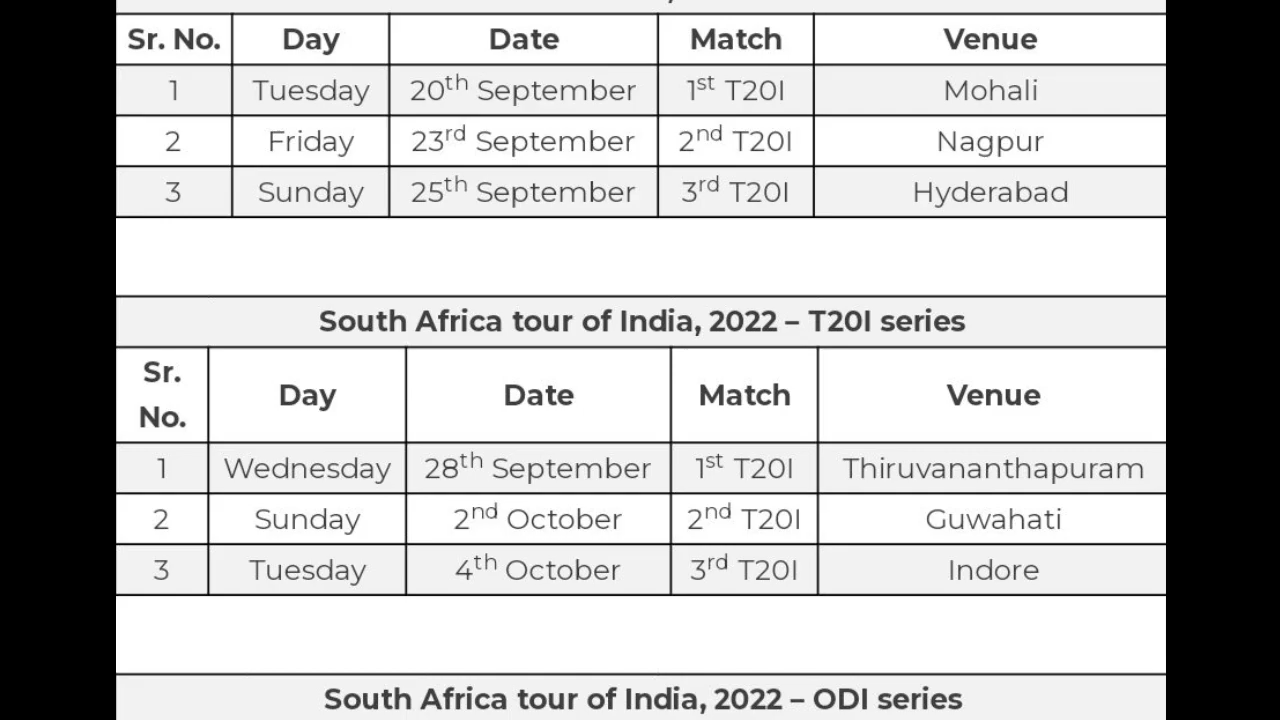 Sr. No. Day Date Match Venue
1 Tuesday 20th September 1st T20I Mohali
2 Friday 23rd September 2nd T20I Nagpur
3 Sunday 25th September 3rd T20I Hyderabad
South Africa tour of India, 2022 – T20I series
Sr. No. Day Date Match Venue
1 Wednesday 28th September 1st T20I Thiruvananthapuram
2 Sunday 2nd October 2nd T20I Guwahati
3 Tuesday 4th October 3rd T20I Indore
South Africa tour of India, 2022 – ODI series